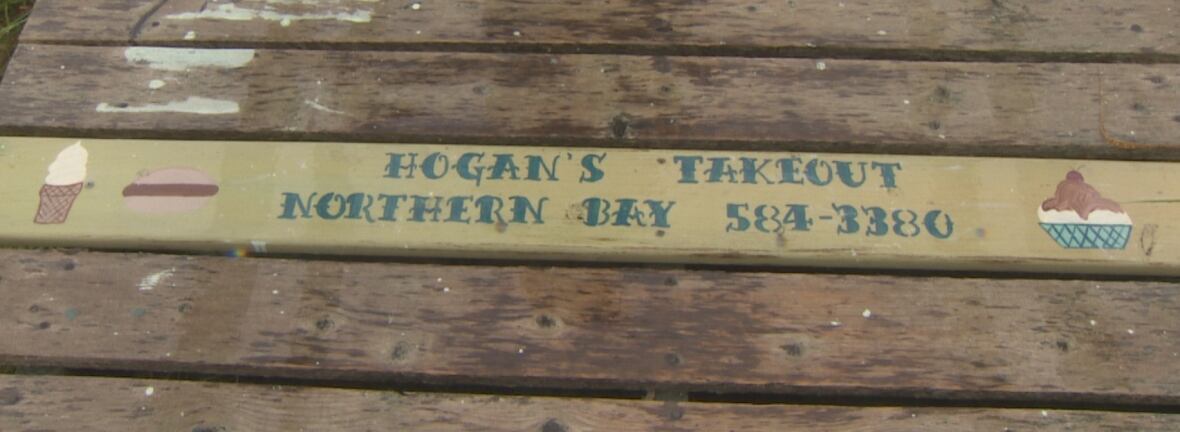 HOGAN'S TAKEOUT
NORTHERN BAY 584-3380